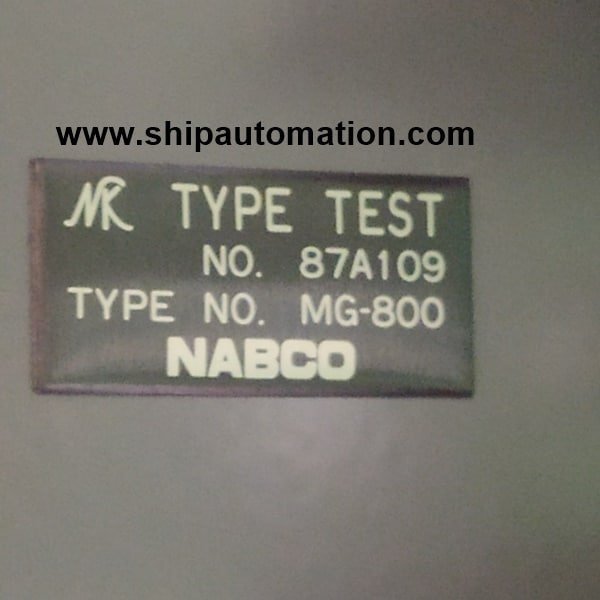 www.shipautomation.com
NK TYPE TEST
NO. 87A109
TYPE NO. MG-800
NABCO